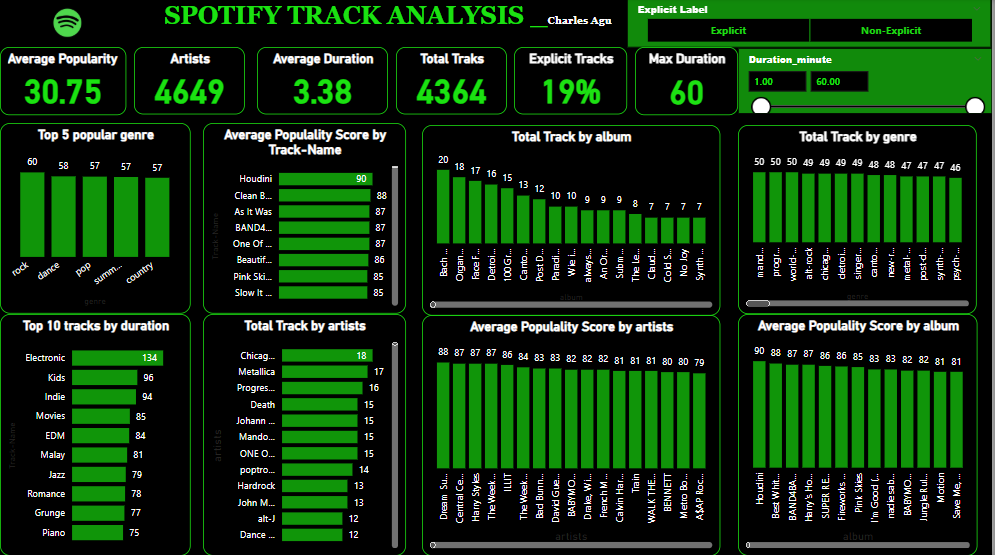 SPOTIFY TRACK ANALYSIS __Charles Agu
Explicit Label
Explicit
Non-Explicit
Average Popularity
30.75
Artists
4649
Average Duration
3.38
Total Traks
4364
Explicit Tracks
19%
Max Duration
60
Duration_minute
1.00
60.00
Top 5 popular genre
60
58
57
57
57
rock
dance
pop
summ...
country
genre
Average Populality Score by
Track-Name
Track-Name
Houdini 90
Clean B... 88
As It Was 87
BAND4... 87
One Of ... 87
Beautif... 86
Pink Ski... 85
Slow It ... 85
Total Track by album
20
18
17
16
15
13
12
10
10
9
9
9
8
7
7
7
7
Bach ...
Organ...
Face F...
Detroi...
100 Gr...
Canto...
Post D...
Paradi...
Wie i...
always...
An Or...
Sublin...
The Le...
Claud...
Cold S...
No Joy
Synth ...
album
Total Track by genre
50
50
50
49
49
49
49
48
48
47
47
47
46
mand...
progr...
world-...
alt-rock
chicag...
detroi...
singer...
canto...
new-r...
metal-...
post-d...
synth-...
psych-...
genre
Top 10 tracks by duration
Track-Name
Electronic 134
Kids 96
Indie 94
Movies 85
EDM 84
Malay 81
Jazz 79
Romance 78
Grunge 77
Piano 75
Total Track by artists
artists
Chicag... 18
Metallica 17
Progres... 16
Death 15
Johann ... 15
Mando... 15
ONE O... 15
poptro... 14
Hardrock 13
John M... 13
alt-J 12
Dance ... 12
Average Populality Score by artists
88
87
87
87
86
84
83
83
82
82
82
81
81
81
80
80
79
Dream Su...
Central Ce...
Harry Styles
The Week...
ILLIT
The Week...
Bad Bunn...
David Gue...
BABYMO...
Drake, Wi...
French M...
Calvin Har...
Train
WALK THE...
BENNETT
Metro Bo...
A$AP Roc...
artists
Average Populality Score by album
90
88
87
87
86
86
85
83
83
82
82
81
81
Houdini
Best Whit...
BAND4BA...
Harry's Ho...
SUPER RE...
Fireworks...
Pink Skies
I'm Good (...
nadie sab...
BABYMO...
Jungle Rul...
Motion
Save Me, ...
album